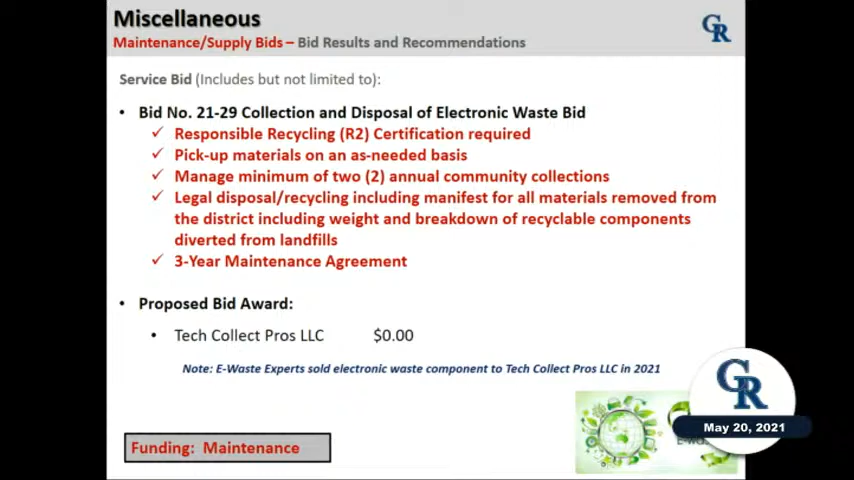 Miscellaneous
Maintenance/Supply Bids – Bid Results and Recommendations
GR
Service Bid (Includes but not limited to):
• Bid No. 21-29 Collection and Disposal of Electronic Waste Bid
✓ Responsible Recycling (R2) Certification required
✓ Pick-up materials on an as-needed basis
✓ Manage minimum of two (2) annual community collections
✓ Legal disposal/recycling including manifest for all materials removed from
the district including weight and breakdown of recyclable components
diverted from landfills
✓ 3-Year Maintenance Agreement
• Proposed Bid Award:
• Tech Collect Pros LLC $0.00
Note: E-Waste Experts sold electronic waste component to Tech Collect Pros LLC in 2021
GR
May 20, 2021
Funding: Maintenance